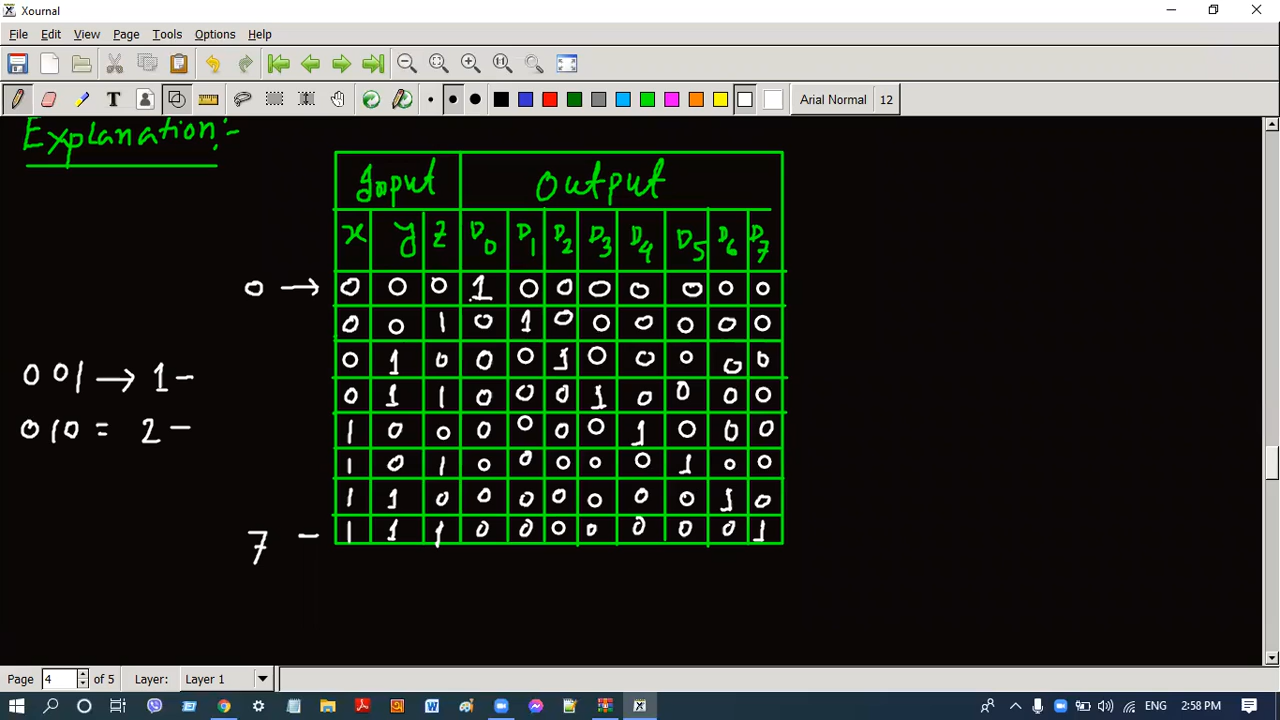 Xournal
File Edit View Page Tools Options Help
T Arial Normal 12
Explanation:-
Input Output
x y z D0 D1 D2 D3 D4 D5 D6 D7
0 → 0 0 0 1 0 0 0 0 0 0 0
0 0 1 0 1 0 0 0 0 0 0
0 1 0 0 0 1 0 0 0 0 0
001 → 1 -
0 1 1 0 0 0 1 0 0 0 0
010 = 2 -
1 0 0 0 0 0 0 1 0 0 0
1 0 1 0 0 0 0 0 1 0 0
1 1 0 0 0 0 0 0 0 1 0
7 - 1 1 1 0 0 0 0 0 0 0 1
Page 4 of 5 Layer: Layer 1
ENG 2:58 PM